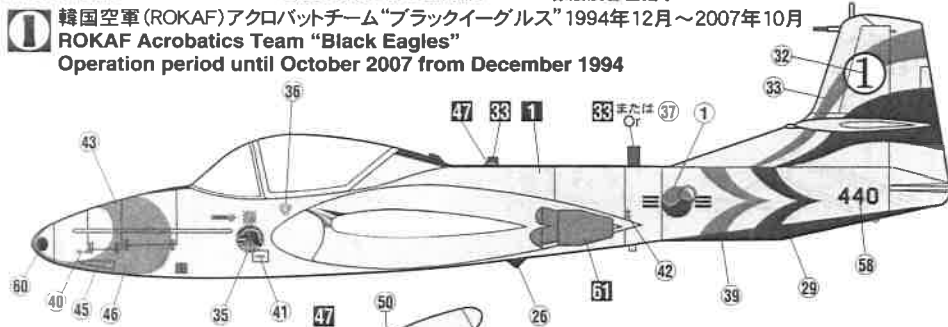 1 韓国空軍(ROKAF)アクロバットチーム“ブラックイーグルス”1994年12月～2007年10月
ROKAF Acrobatics Team “Black Eagles”
Operation period until October 2007 from December 1994
32
1
33
36
47 33 1
33 または Or 37
1
43
440
60 40 45 46 35 41 26 61 42 39 29 58
47
50